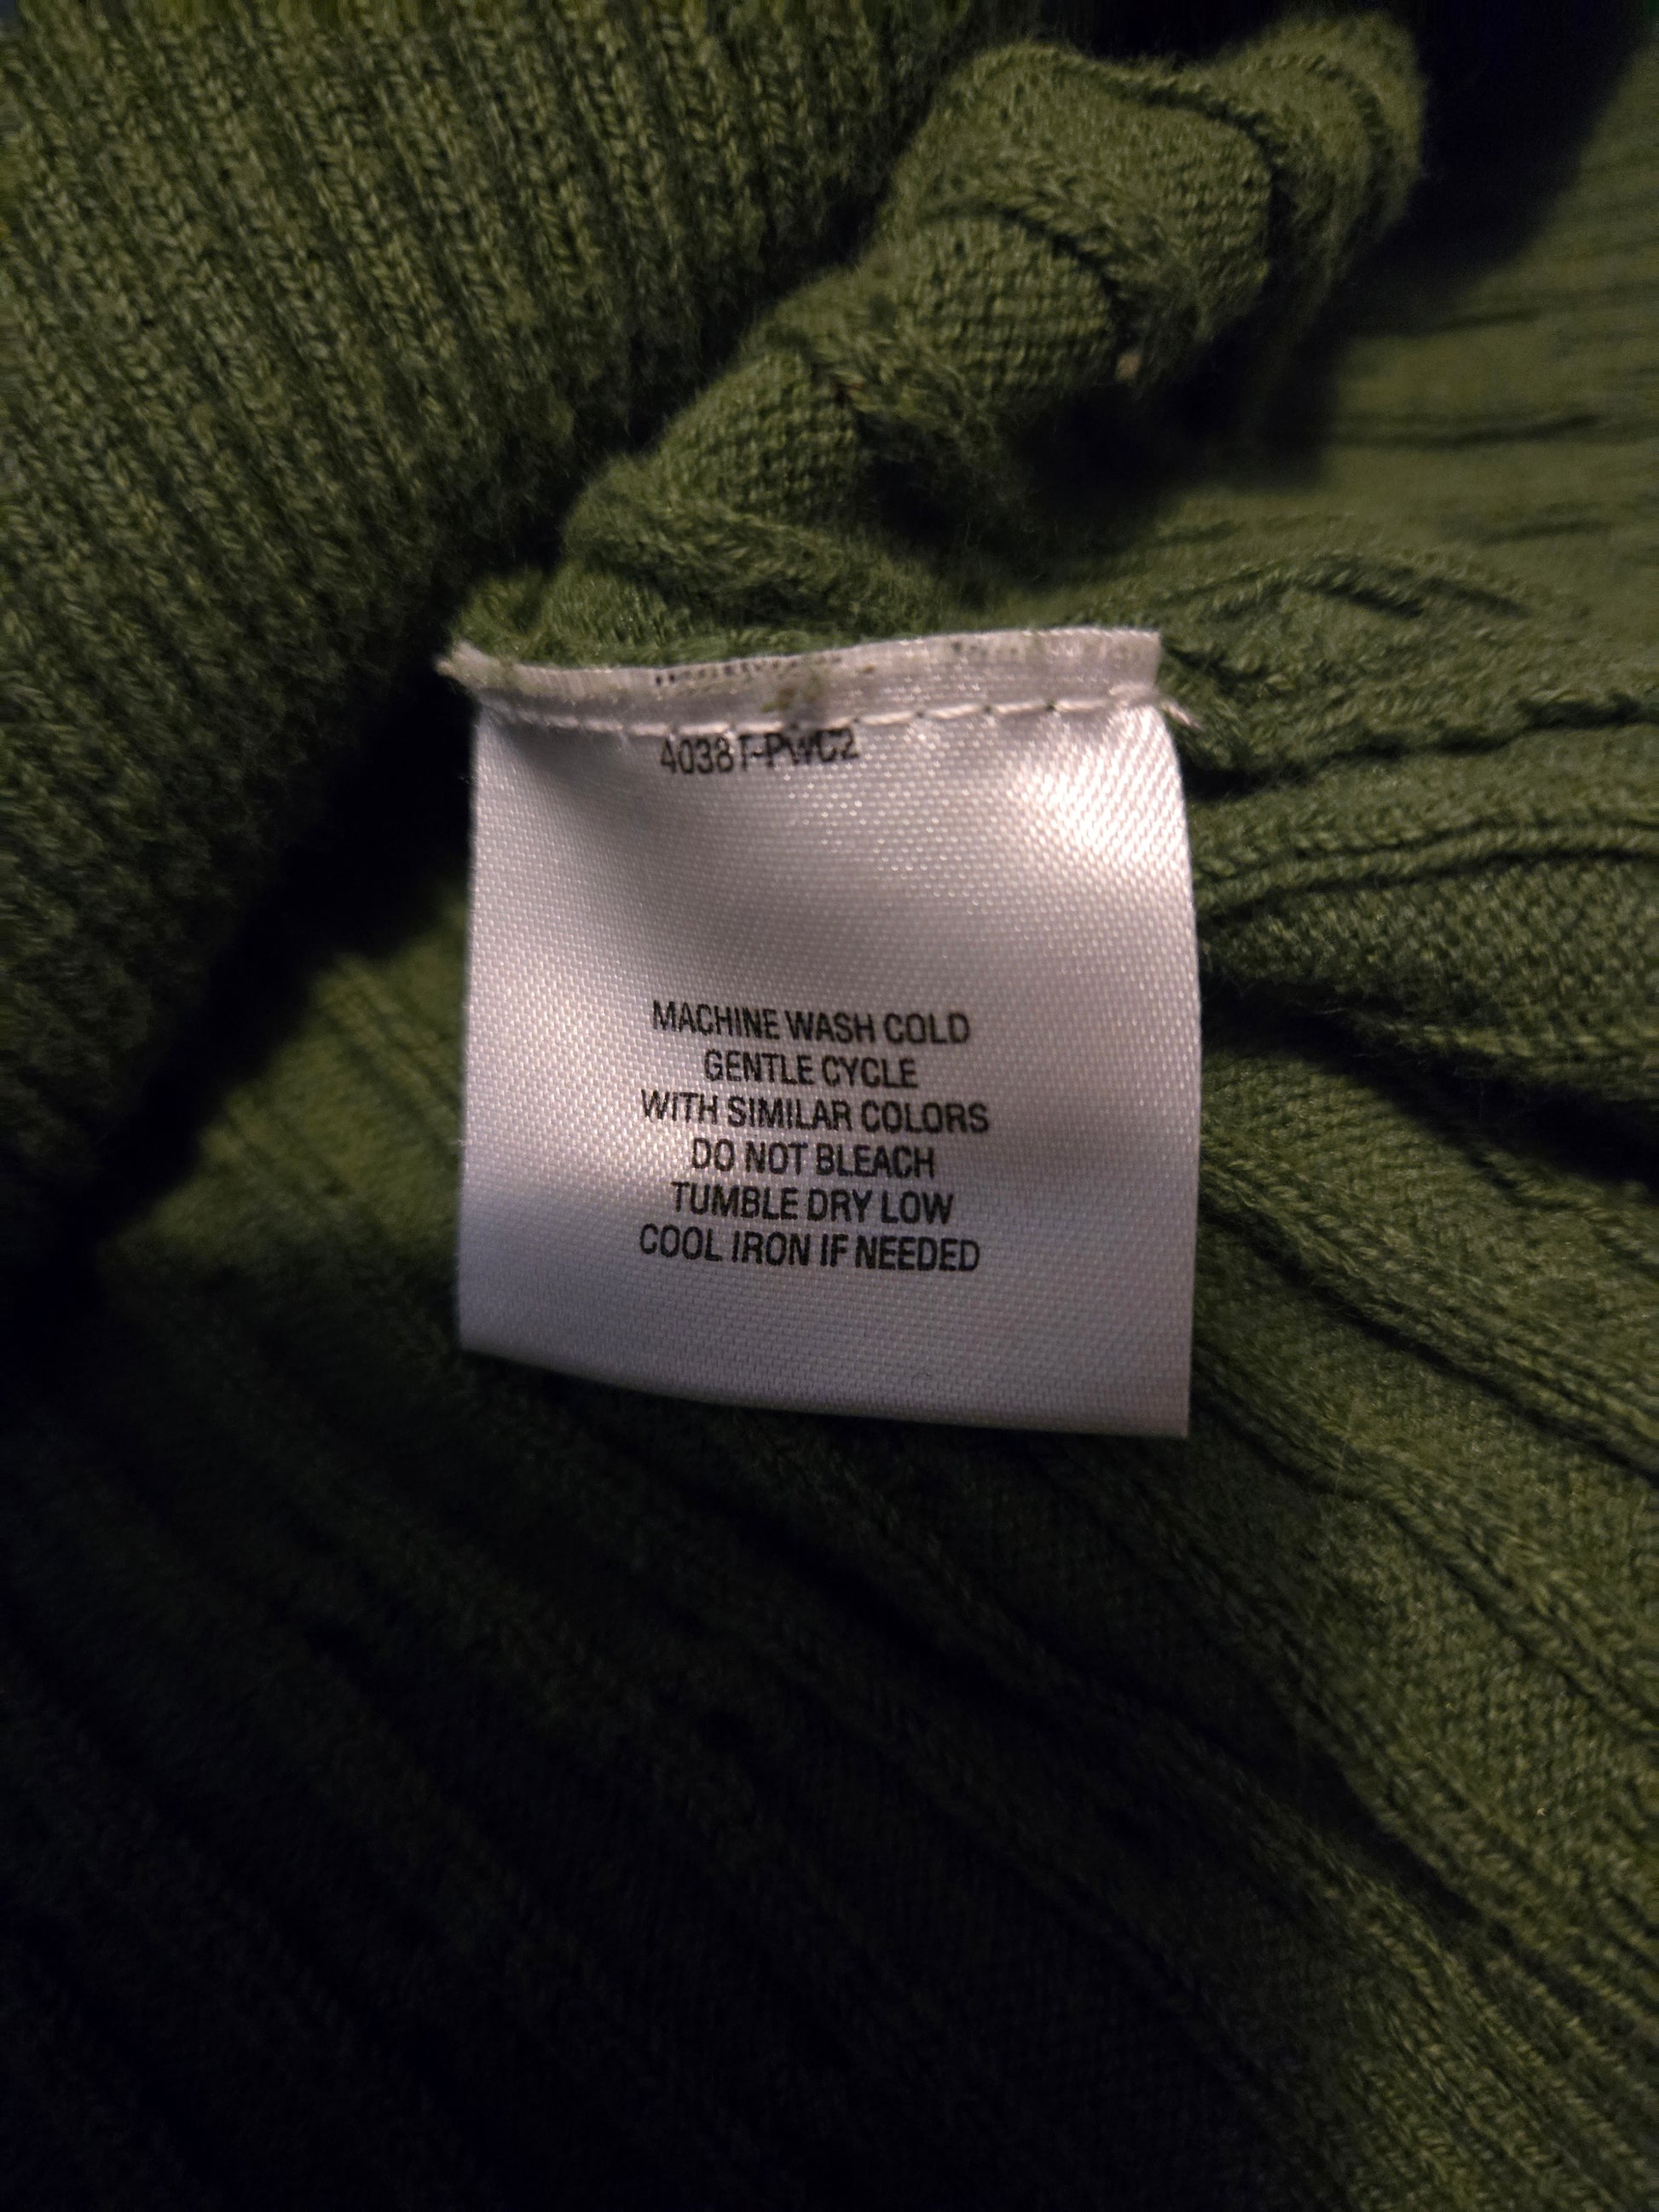 4038T-PWC2
MACHINE WASH COLD
GENTLE CYCLE
WITH SIMILAR COLORS
DO NOT BLEACH
TUMBLE DRY LOW
COOL IRON IF NEEDED